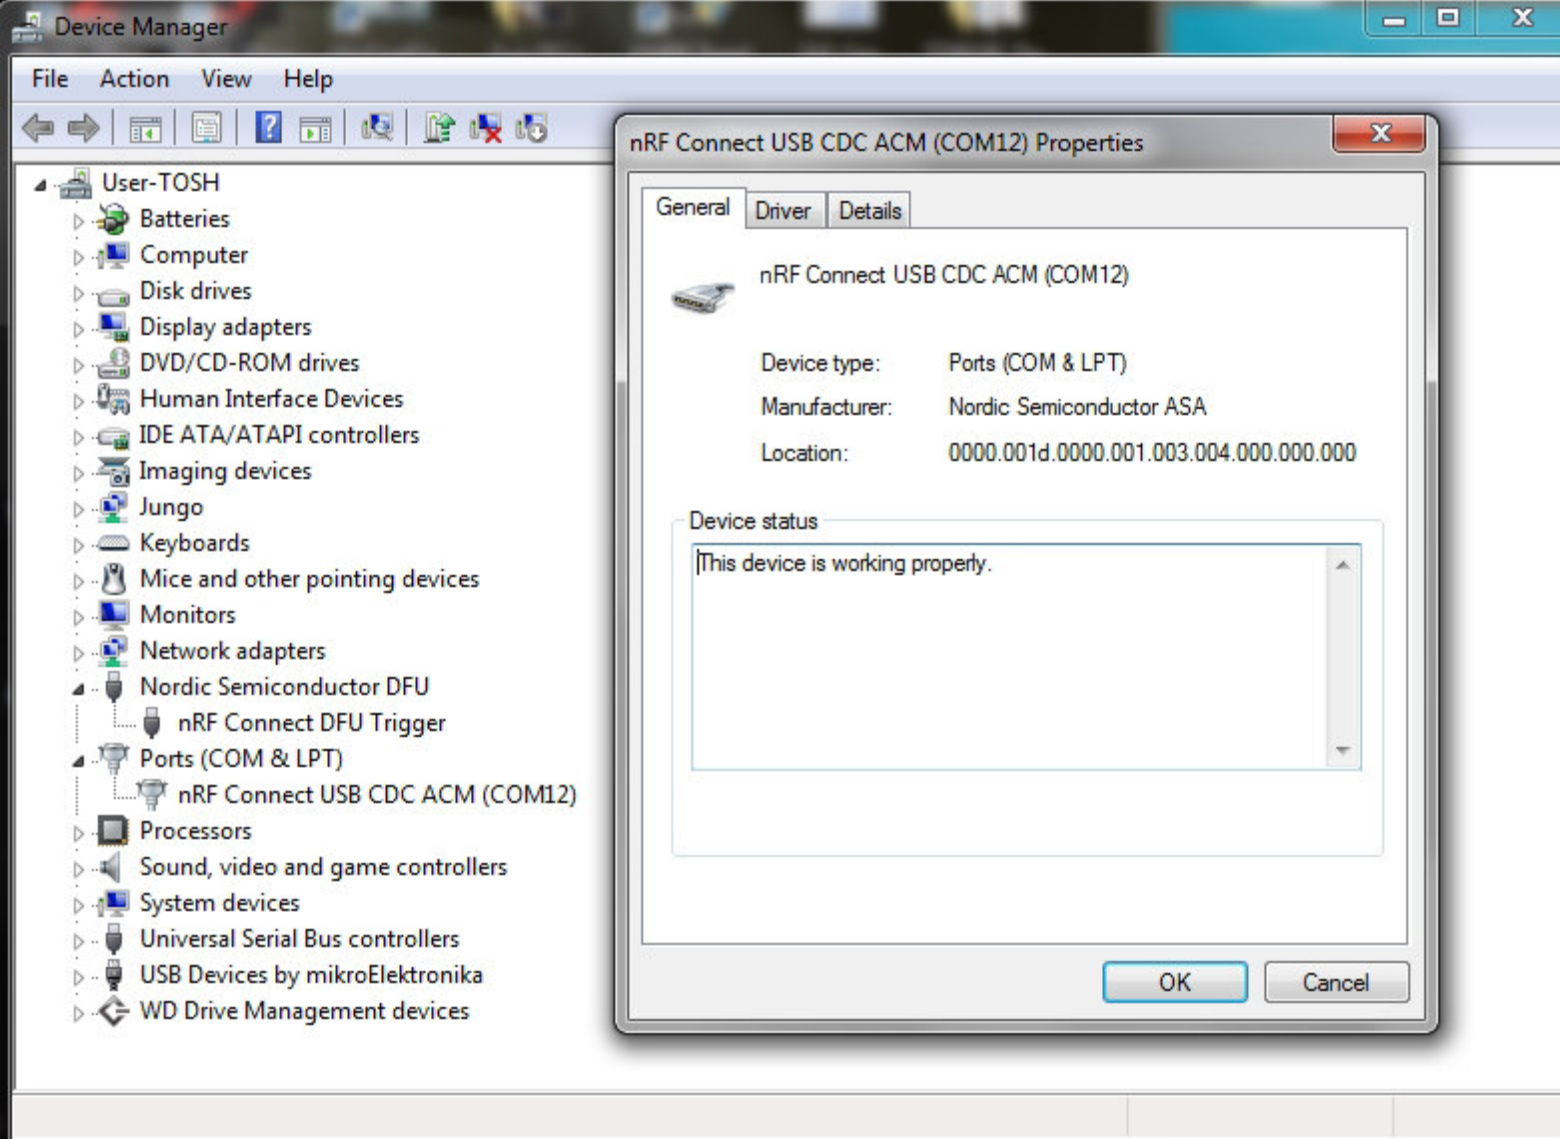 Device Manager
File Action View Help
User-TOSH
Batteries
Computer
Disk drives
Display adapters
DVD/CD-ROM drives
Human Interface Devices
IDE ATA/ATAPI controllers
Imaging devices
Jungo
Keyboards
Mice and other pointing devices
Monitors
Network adapters
Nordic Semiconductor DFU
nRF Connect DFU Trigger
Ports (COM & LPT)
nRF Connect USB CDC ACM (COM12)
Processors
Sound, video and game controllers
System devices
Universal Serial Bus controllers
USB Devices by mikroElektronika
WD Drive Management devices
nRF Connect USB CDC ACM (COM12) Properties
General Driver Details
nRF Connect USB CDC ACM (COM12)
Device type: Ports (COM & LPT)
Manufacturer: Nordic Semiconductor ASA
Location: 0000.001d.0000.001.003.004.000.000.000
Device status
This device is working properly.
OK Cancel